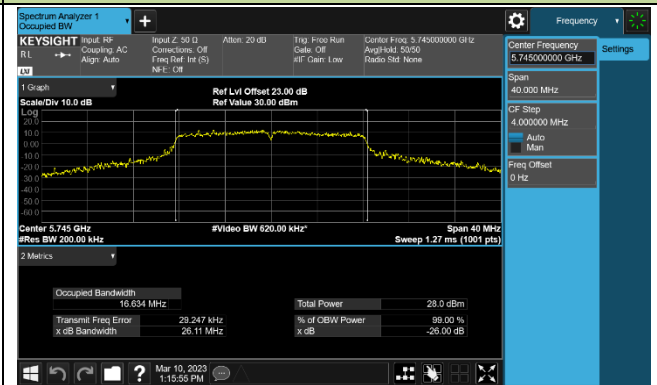 Spectrum Analyzer 1
Occupied BW
+
Frequency
KEYSIGHT
RL
LXI
Input: RF
Coupling: AC
Align: Auto
Input Z: 50 Ω
Corrections: Off
Freq Ref: Int (S)
NFE: Off
Atten: 20 dB
Trig: Free Run
Gate: Off
#IF Gain: Low
Center Freq: 5.745000000 GHz
Avg|Hold: 50/50
Radio Std: None
Center Frequency
5.745000000 GHz
Settings
Span
40.000 MHz
CF Step
4.000000 MHz
Auto
Man
Freq Offset
0 Hz
1 Graph
Scale/Div 10.0 dB
Ref Lvl Offset 23.00 dB
Ref Value 30.00 dBm
Log
20.0
10.0
0.00
-10.0
-20.0
-30.0
-40.0
-50.0
-60.0
Center 5.745 GHz
#Video BW 620.00 kHz*
Span 40 MHz
#Res BW 200.00 kHz
Sweep 1.27 ms (1001 pts)
2 Metrics
Occupied Bandwidth
16.634 MHz
Total Power
28.0 dBm
Transmit Freq Error
29.247 kHz
% of OBW Power
99.00 %
x dB Bandwidth
26.11 MHz
x dB
-26.00 dB
?
Mar 10, 2023
1:15:55 PM